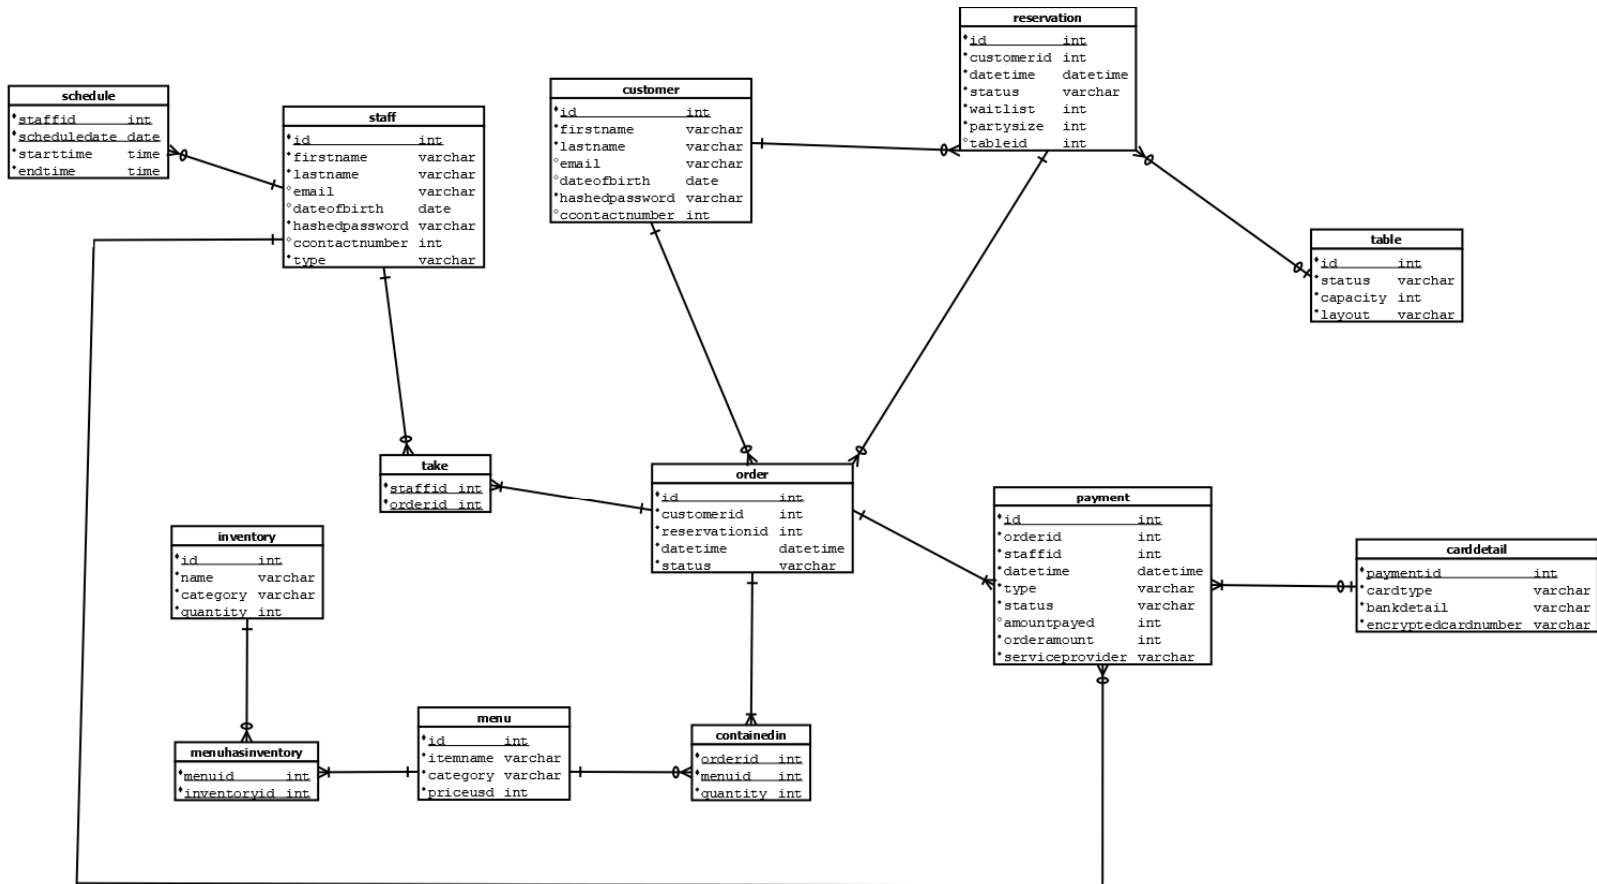 reservation
id int
customerid int
datetime datetime
status varchar
waitlist int
partysize int
tableid int
customer
id int
firstname varchar
lastname varchar
email varchar
dateofbirth date
hashedpassword varchar
ccontactnumber int
schedule
staffid int
scheduledate date
starttime time
endtime time
staff
id int
firstname varchar
lastname varchar
email varchar
dateofbirth date
hashedpassword varchar
ccontactnumber int
type varchar
table
id int
status varchar
capacity int
layout varchar
take
staffid int
orderid int
order
id int
customerid int
reservationid int
datetime datetime
status varchar
payment
id int
orderid int
staffid int
datetime datetime
type varchar
status varchar
amountpayed int
orderamount int
serviceprovider varchar
carddetail
paymentid int
cardtype varchar
bankdetail varchar
encryptedcardnumber varchar
inventory
id int
name varchar
category varchar
quantity int
menuhasinventory
menuid int
inventoryid int
menu
id int
itemname varchar
category varchar
priceusd int
containedin
orderid int
menuid int
quantity int